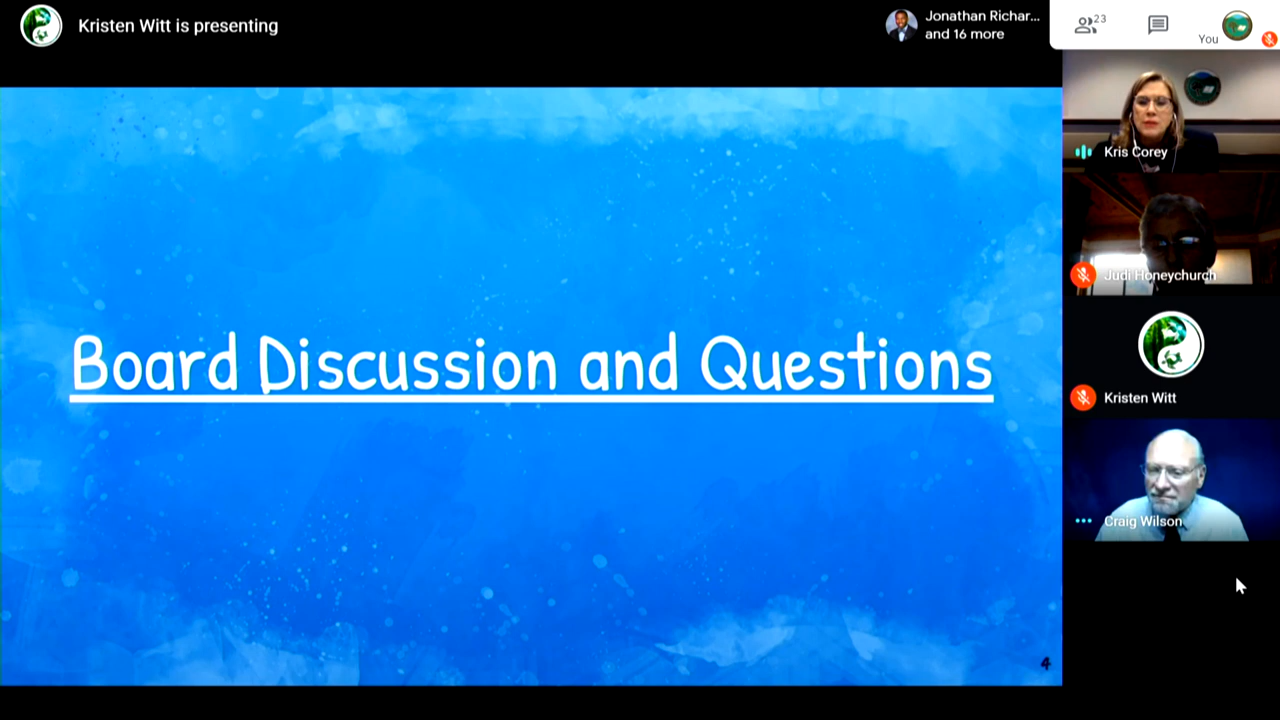 Kristen Witt is presenting
Jonathan Richar...
and 16 more
23
You
Kris Corey
Judi Honeychurch
Board Discussion and Questions
Kristen Witt
Craig Wilson
4